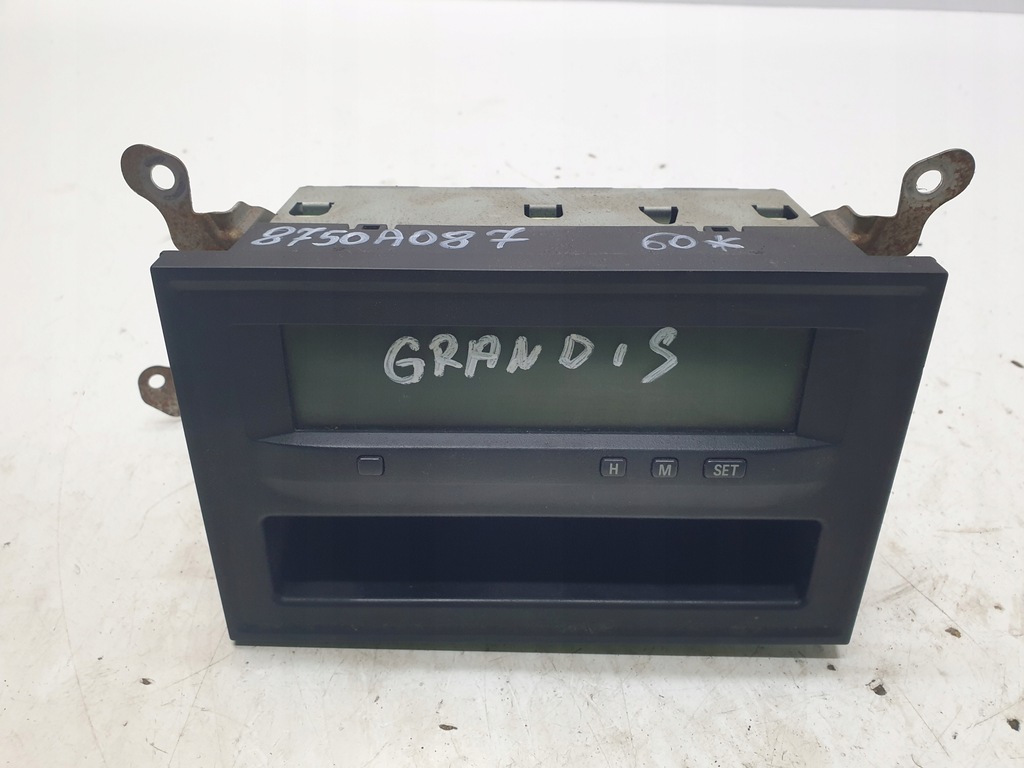 8750A087 60*
GRANDIS
H M SET